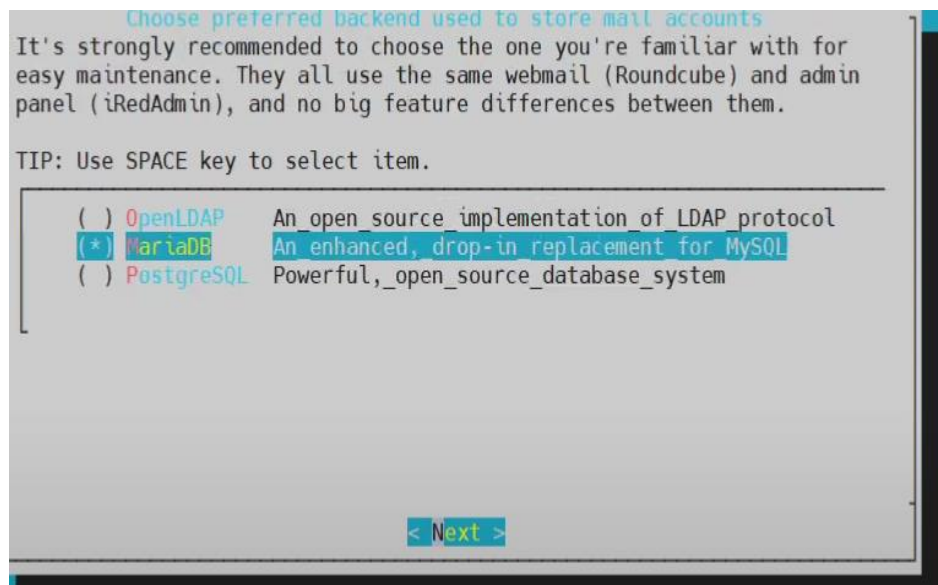 Choose preferred backend used to store mail accounts
It's strongly recommended to choose the one you're familiar with for
easy maintenance. They all use the same webmail (Roundcube) and admin
panel (iRedAdmin), and no big feature differences between them.
TIP: Use SPACE key to select item.
( ) OpenLDAP An_open_source_implementation_of_LDAP_protocol
(*) MariaDB An_enhanced,_drop-in_replacement_for_MySQL
( ) PostgreSQL Powerful,_open_source_database_system
< Next >